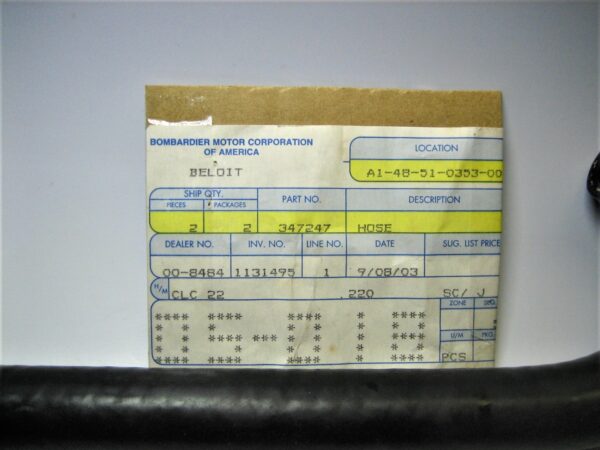 BOMBARDIER MOTOR CORPORATION
OF AMERICA
BELOIT
LOCATION
A1-48-51-0353-00
SHIP QTY.
PIECES PACKAGES PART NO. DESCRIPTION
2 2 347247 HOSE
DEALER NO. INV. NO. LINE NO. DATE SUG. LIST PRICE
00-8484 1131495 1 9/08/03
H/M CLC 22 .220 SC/ J
ZONE
U/M PKG.
PCS